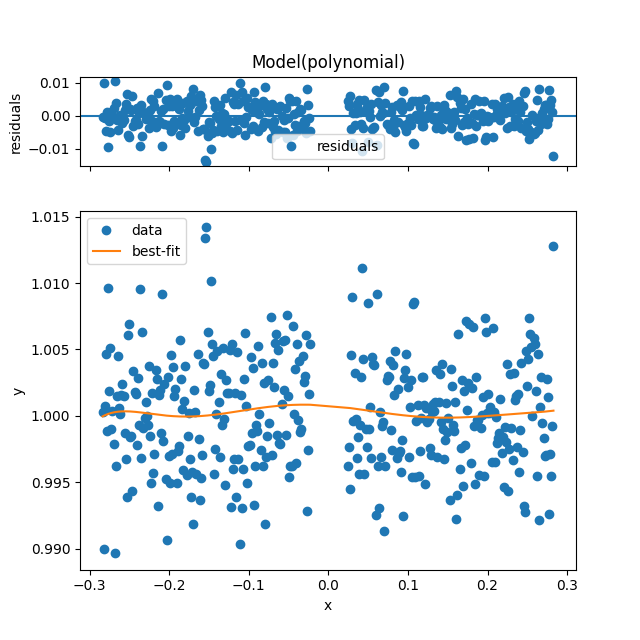 Model(polynomial)
0.01
0.00
−0.01
residuals
residuals
1.015
1.010
1.005
1.000
0.995
0.990
y
data
best-fit
−0.3
−0.2
−0.1
0.0
0.1
0.2
0.3
x